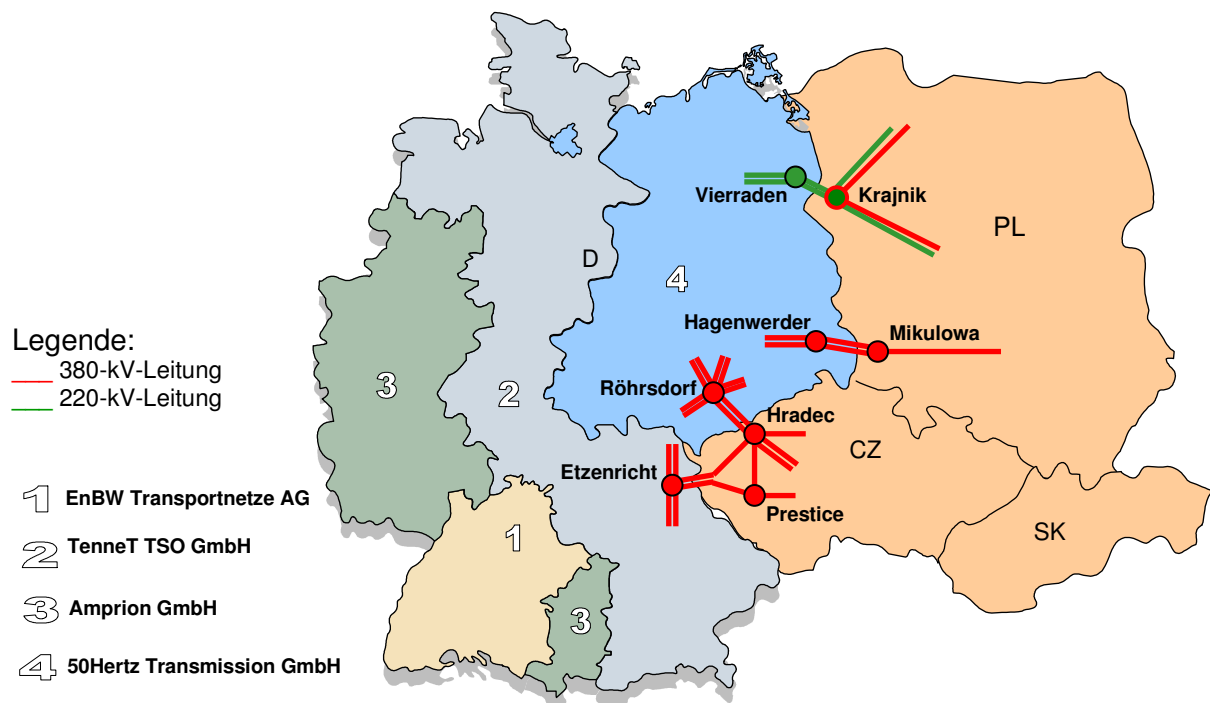 Legende:
380-kV-Leitung
220-kV-Leitung
1 EnBW Transportnetze AG
2 TenneT TSO GmbH
3 Amprion GmbH
4 50Hertz Transmission GmbH
Vierraden
Krajnik
PL
D
4
Hagenwerder
Mikulowa
3
2
Röhrsdorf
Hradec
CZ
Etzenricht
Prestice
SK
1
3